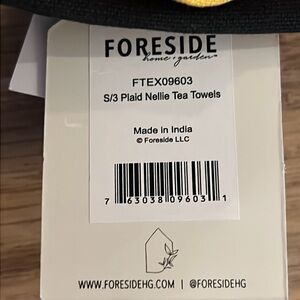 FORESIDE
home + garden™
FTEX09603
S/3 Plaid Nellie Tea Towels
Made in India
© Foreside LLC
7 63038 09603 1
WWW.FORESIDEHG.COM | @FORESIDEHG